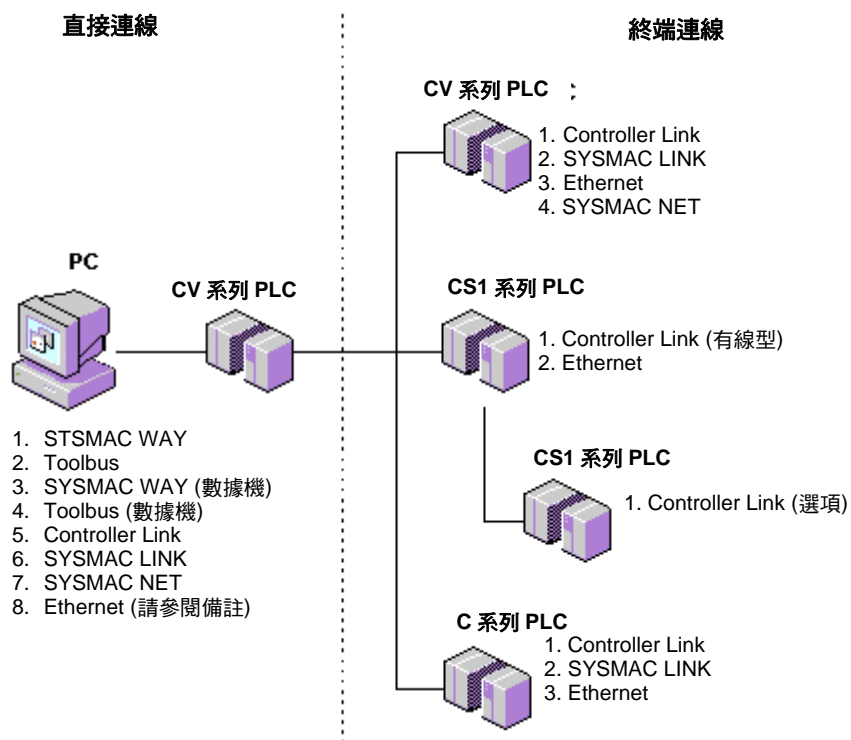 直接連線
終端連線
CV 系列 PLC
1. Controller Link
2. SYSMAC LINK
3. Ethernet
4. SYSMAC NET
PC
CV 系列 PLC
CS1 系列 PLC
1. Controller Link (有線型)
2. Ethernet
1. STSMAC WAY
2. Toolbus
3. SYSMAC WAY (數據機)
4. Toolbus (數據機)
5. Controller Link
6. SYSMAC LINK
7. SYSMAC NET
8. Ethernet (請參閱備註)
CS1 系列 PLC
1. Controller Link (選項)
C 系列 PLC
1. Controller Link
2. SYSMAC LINK
3. Ethernet